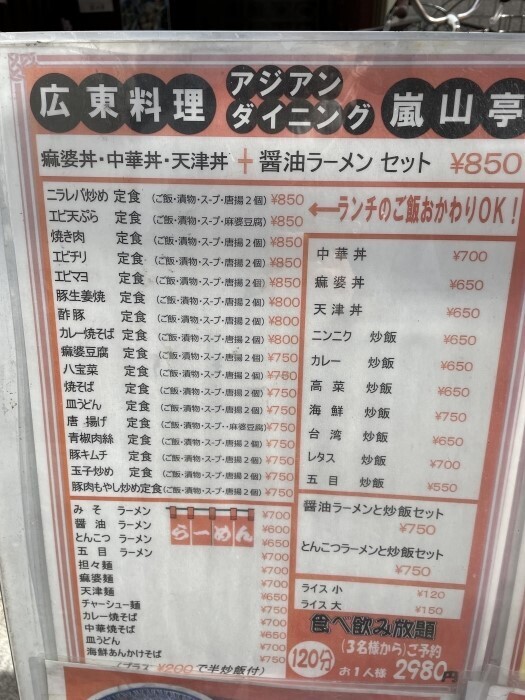 広東料理 アジアンダイニング 嵐山亭
麻婆丼・中華丼・天津丼 + 醤油ラーメン セット ¥850
ニラレバ炒め 定食 (ご飯・漬物・スープ・唐揚2個) ¥850
エビ天ぷら 定食 (ご飯・漬物・スープ・麻婆豆腐) ¥850
焼き肉 定食 (ご飯・漬物・スープ・唐揚2個) ¥850
エビチリ 定食 (ご飯・漬物・スープ・唐揚2個) ¥850
エビマヨ 定食 (ご飯・漬物・スープ・唐揚2個) ¥850
豚生姜焼 定食 (ご飯・漬物・スープ・唐揚2個) ¥800
酢豚 定食 (ご飯・漬物・スープ・唐揚2個) ¥800
カレー焼そば 定食 (ご飯・漬物・スープ・唐揚2個) ¥800
麻婆豆腐 定食 (ご飯・漬物・スープ・唐揚2個) ¥750
八宝菜 定食 (ご飯・漬物・スープ・唐揚2個) ¥780
焼そば 定食 (ご飯・漬物・スープ・唐揚2個) ¥750
皿うどん 定食 (ご飯・漬物・スープ・唐揚2個) ¥750
唐揚げ 定食 (ご飯・漬物・スープ・・麻婆豆腐) ¥750
青椒肉絲 定食 (ご飯・漬物・スープ・唐揚2個) ¥750
豚キムチ 定食 (ご飯・漬物・スープ・唐揚2個) ¥750
玉子炒め 定食 (ご飯・漬物・スープ・唐揚2個) ¥750
豚肉もやし炒め定食 (ご飯・漬物・スープ・唐揚2個) ¥750
←ランチのご飯おかわりOK!
中華丼 ¥700
麻婆丼 ¥650
天津丼 ¥650
ニンニク 炒飯 ¥650
カレー 炒飯 ¥650
高菜 炒飯 ¥650
海鮮 炒飯 ¥750
台湾 炒飯 ¥650
レタス 炒飯 ¥700
五目 炒飯 ¥550
醤油ラーメンと炒飯セット
¥750
とんこつラーメンと炒飯セット
¥750
ライス 小 ¥120
ライス 大 ¥150
らーめん
みそ ラーメン ¥700
醤油 ラーメン ¥600
とんこつ ラーメン ¥650
五目 ラーメン ¥700
担々麺 ¥700
麻婆麺 ¥700
天津麺 ¥650
チャーシュー麺 ¥750
カレー焼そば ¥700
中華焼そば ¥650
皿うどん ¥700
海鮮あんかけそば ¥750
(プラス ¥200で半炒飯付)
食べ飲み放題
120分 (3名様から)ご予約
お1人様 2980円